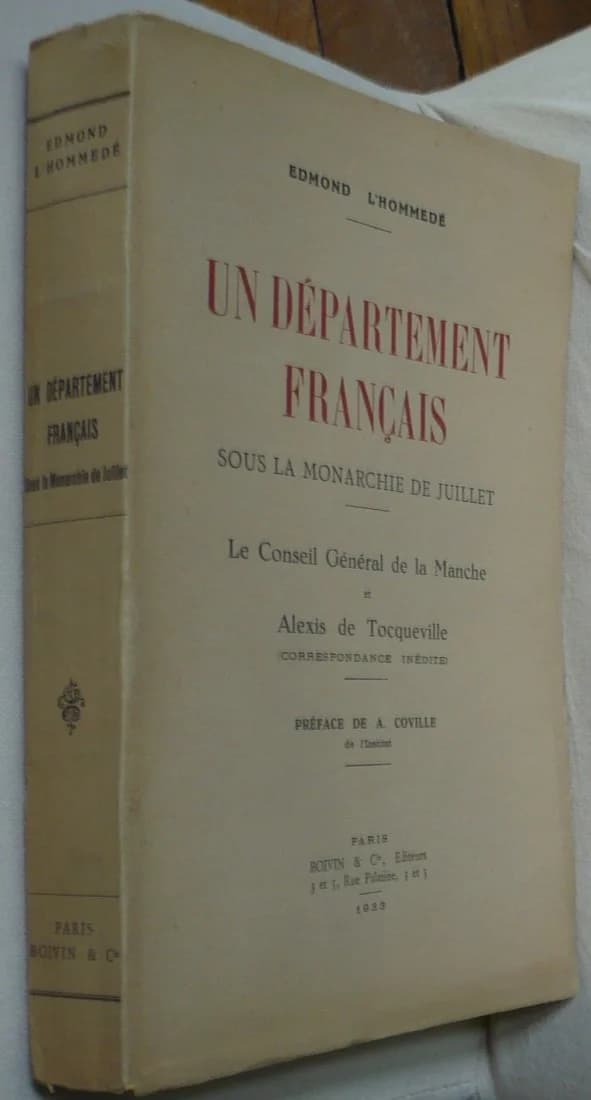 EDMOND
L'HOMMEDÉ
UN DÉPARTEMENT
FRANÇAIS
Sous la Monarchie de Juillet
PARIS
BOIVIN & Cie
EDMOND L'HOMMEDÉ
UN DÉPARTEMENT
FRANÇAIS
SOUS LA MONARCHIE DE JUILLET
Le Conseil Général de la Manche
et
Alexis de Tocqueville
(CORRESPONDANCE INÉDITE)
PRÉFACE DE A. COVILLE
de l'Institut
PARIS
BOIVIN & Cie, Editeurs
3 et 5, Rue Palatine, 3 et 5
1933